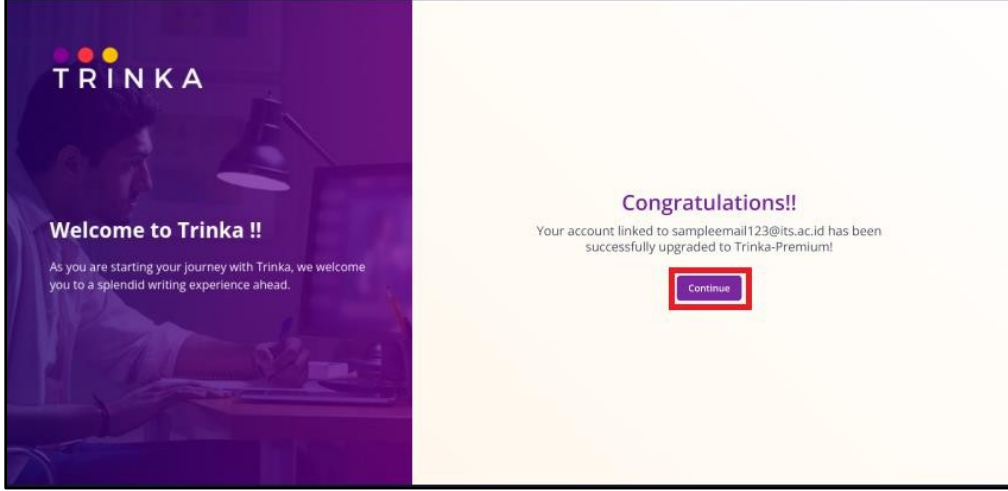 TRINKA
Welcome to Trinka !!
As you are starting your journey with Trinka, we welcome
you to a splendid writing experience ahead.
Congratulations!!
Your account linked to sampleemail123@its.ac.id has been
successfully upgraded to Trinka-Premium!
Continue